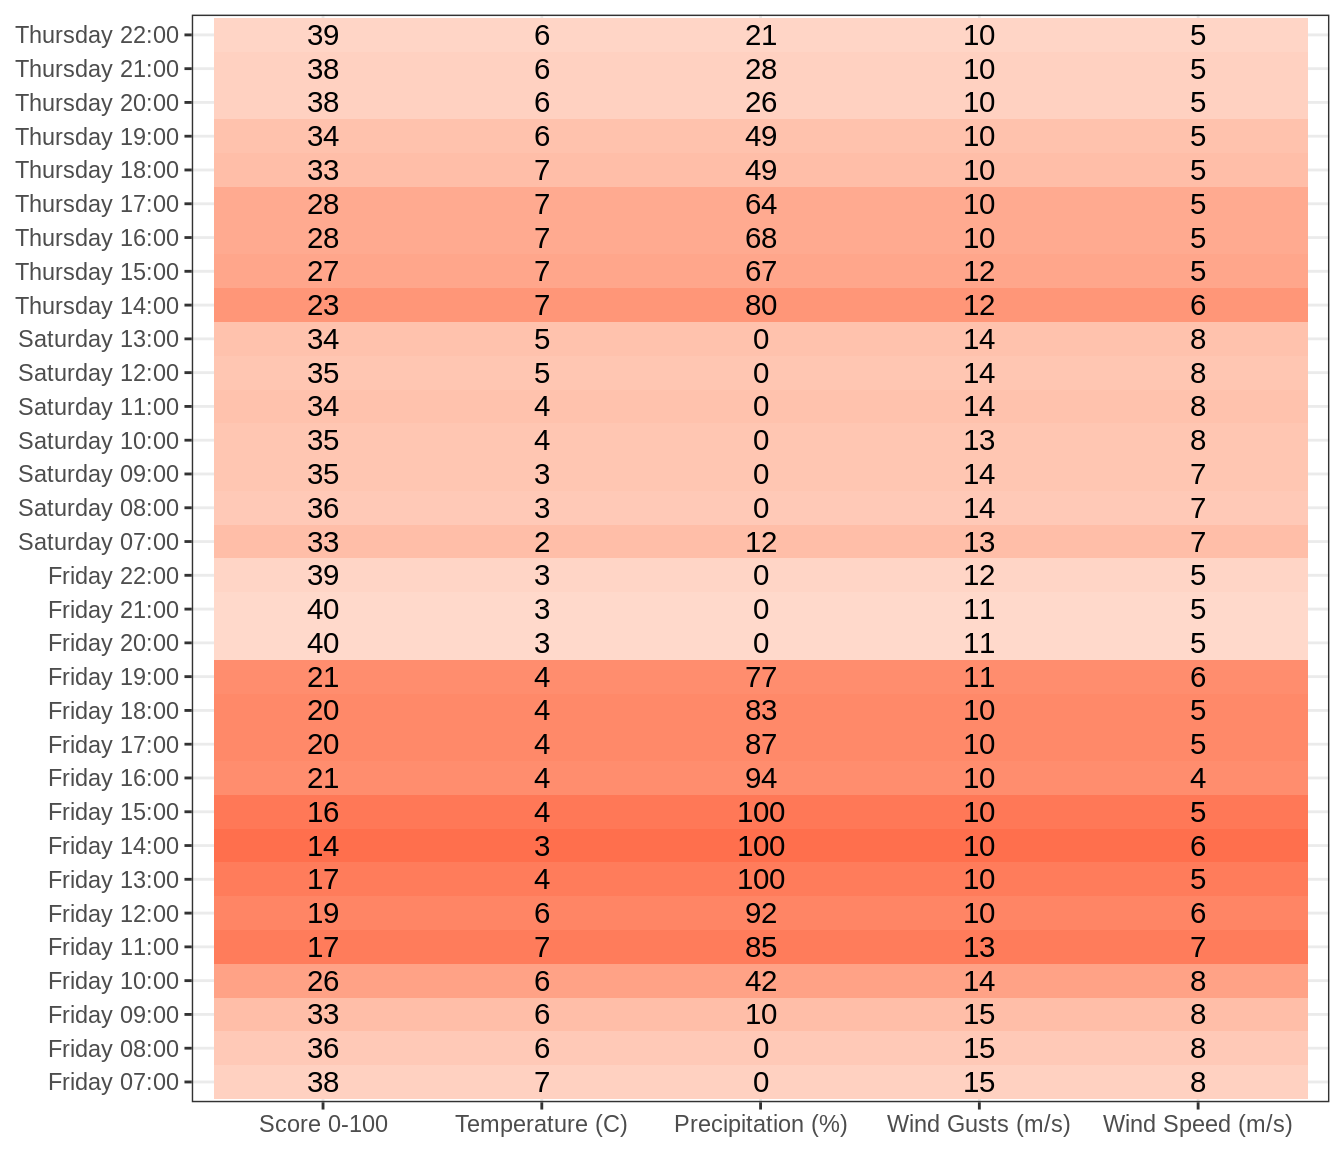 Thursday 22:00 39 6 21 10 5
Thursday 21:00 38 6 28 10 5
Thursday 20:00 38 6 26 10 5
Thursday 19:00 34 6 49 10 5
Thursday 18:00 33 7 49 10 5
Thursday 17:00 28 7 64 10 5
Thursday 16:00 28 7 68 10 5
Thursday 15:00 27 7 67 12 5
Thursday 14:00 23 7 80 12 6
Saturday 13:00 34 5 0 14 8
Saturday 12:00 35 5 0 14 8
Saturday 11:00 34 4 0 14 8
Saturday 10:00 35 4 0 13 8
Saturday 09:00 35 3 0 14 7
Saturday 08:00 36 3 0 14 7
Saturday 07:00 33 2 12 13 7
Friday 22:00 39 3 0 12 5
Friday 21:00 40 3 0 11 5
Friday 20:00 40 3 0 11 5
Friday 19:00 21 4 77 11 6
Friday 18:00 20 4 83 10 5
Friday 17:00 20 4 87 10 5
Friday 16:00 21 4 94 10 4
Friday 15:00 16 4 100 10 5
Friday 14:00 14 3 100 10 6
Friday 13:00 17 4 100 10 5
Friday 12:00 19 6 92 10 6
Friday 11:00 17 7 85 13 7
Friday 10:00 26 6 42 14 8
Friday 09:00 33 6 10 15 8
Friday 08:00 36 6 0 15 8
Friday 07:00 38 7 0 15 8
Score 0-100 Temperature (C) Precipitation (%) Wind Gusts (m/s) Wind Speed (m/s)